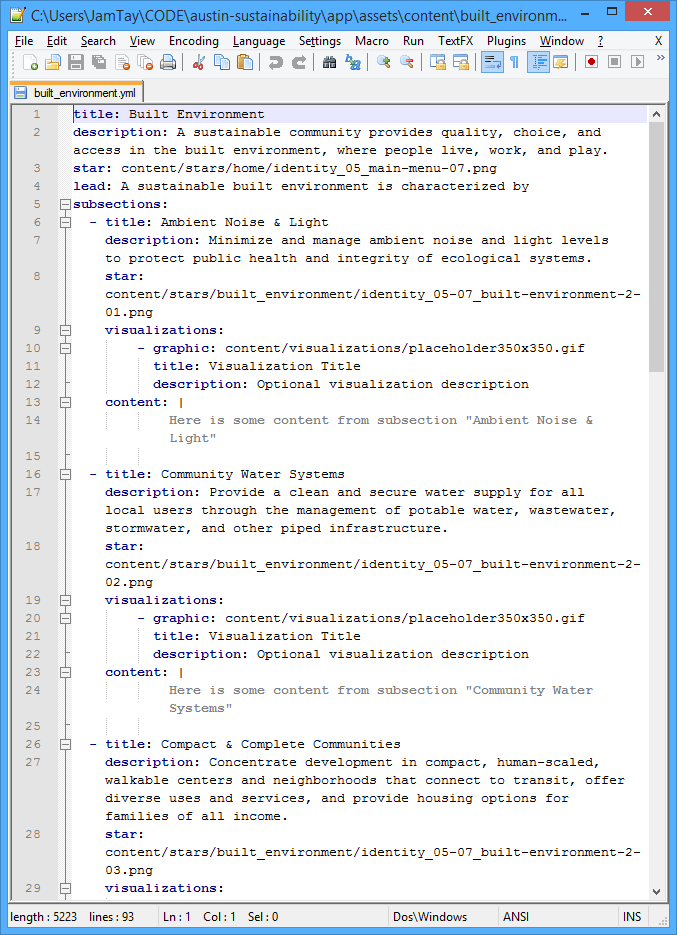 C:\Users\JamTay\CODE\austin-sustainability\app\assets\content\built_environm...
File Edit Search View Encoding Language Settings Macro Run TextFX Plugins Window ? X
built_environment.yml
1 title: Built Environment
2 description: A sustainable community provides quality, choice, and
access in the built environment, where people live, work, and play.
3 star: content/stars/home/identity_05_main-menu-07.png
4 lead: A sustainable built environment is characterized by
5 subsections:
6 - title: Ambient Noise & Light
7 description: Minimize and manage ambient noise and light levels
to protect public health and integrity of ecological systems.
8 star:
content/stars/built_environment/identity_05-07_built-environment-2-
01.png
9 visualizations:
10 - graphic: content/visualizations/placeholder350x350.gif
11 title: Visualization Title
12 description: Optional visualization description
13 content: |
14 Here is some content from subsection "Ambient Noise &
Light"
15
16 - title: Community Water Systems
17 description: Provide a clean and secure water supply for all
local users through the management of potable water, wastewater,
stormwater, and other piped infrastructure.
18 star:
content/stars/built_environment/identity_05-07_built-environment-2-
02.png
19 visualizations:
20 - graphic: content/visualizations/placeholder350x350.gif
21 title: Visualization Title
22 description: Optional visualization description
23 content: |
24 Here is some content from subsection "Community Water
Systems"
25
26 - title: Compact & Complete Communities
27 description: Concentrate development in compact, human-scaled,
walkable centers and neighborhoods that connect to transit, offer
diverse uses and services, and provide housing options for
families of all income.
28 star:
content/stars/built_environment/identity_05-07_built-environment-2-
03.png
29 visualizations:
length : 5223 lines : 93 Ln : 1 Col : 1 Sel : 0 Dos\Windows ANSI INS